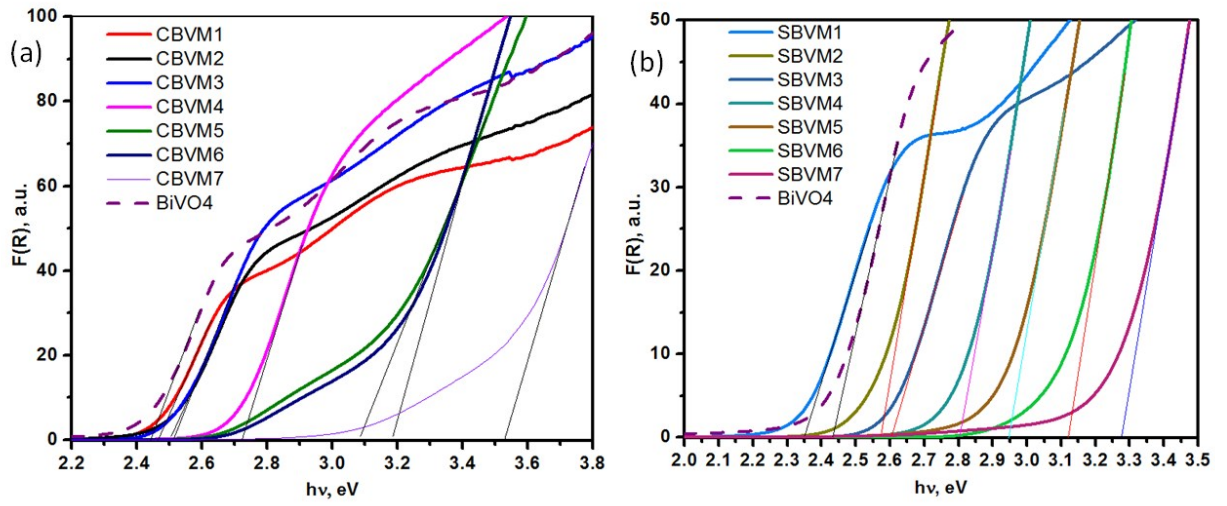 (a)
CBVM1
CBVM2
CBVM3
CBVM4
CBVM5
CBVM6
CBVM7
BiVO4
F(R), a.u.
100
80
60
40
20
0
2.2 2.4 2.6 2.8 3.0 3.2 3.4 3.6 3.8
hν, eV
(b)
SBVM1
SBVM2
SBVM3
SBVM4
SBVM5
SBVM6
SBVM7
BiVO4
F(R), a.u.
50
40
30
20
10
0
2.0 2.1 2.2 2.3 2.4 2.5 2.6 2.7 2.8 2.9 3.0 3.1 3.2 3.3 3.4 3.5
hν, eV